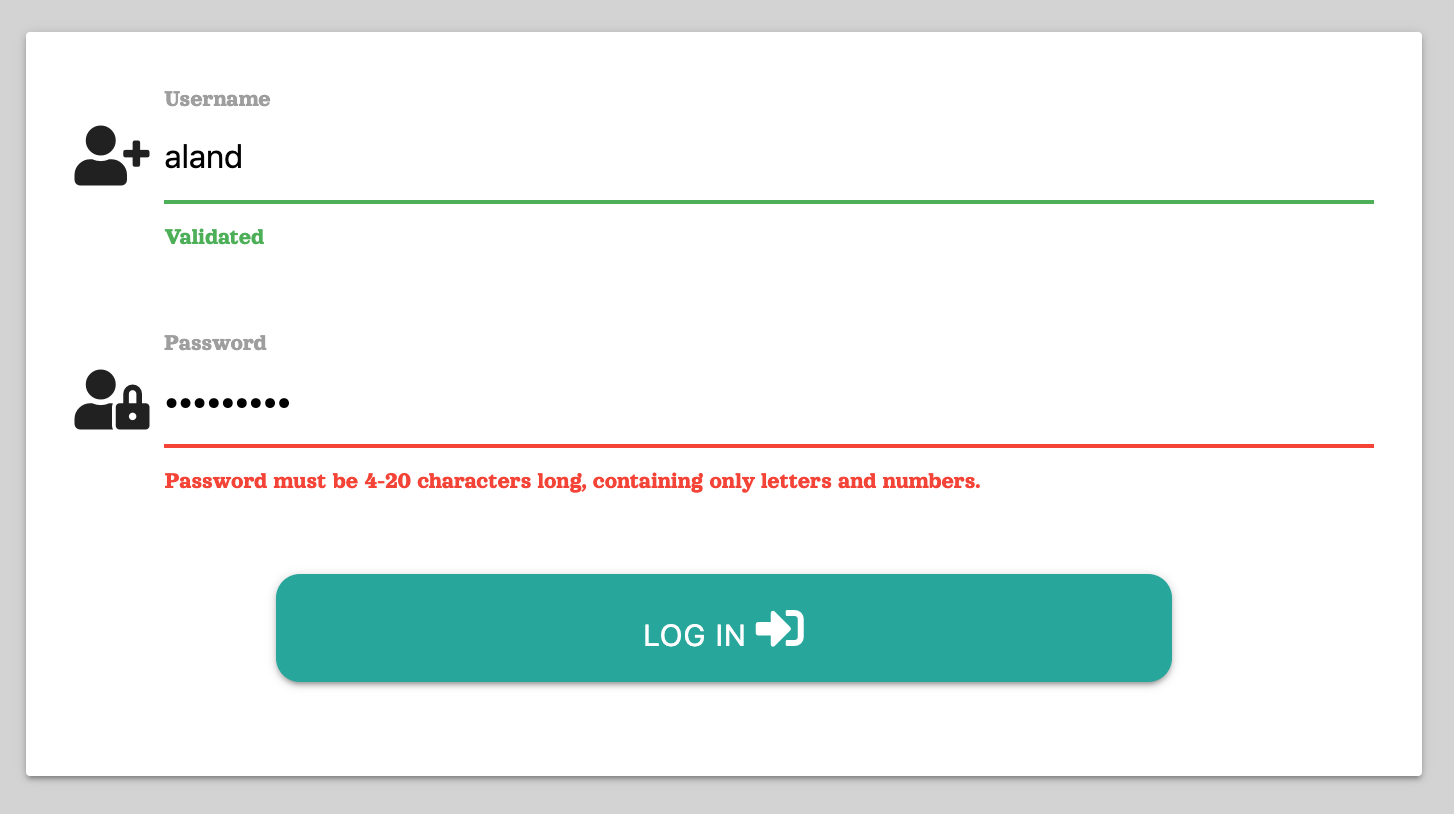 Username
aland
Validated
Password
•••••••••
Password must be 4-20 characters long, containing only letters and numbers.
LOG IN